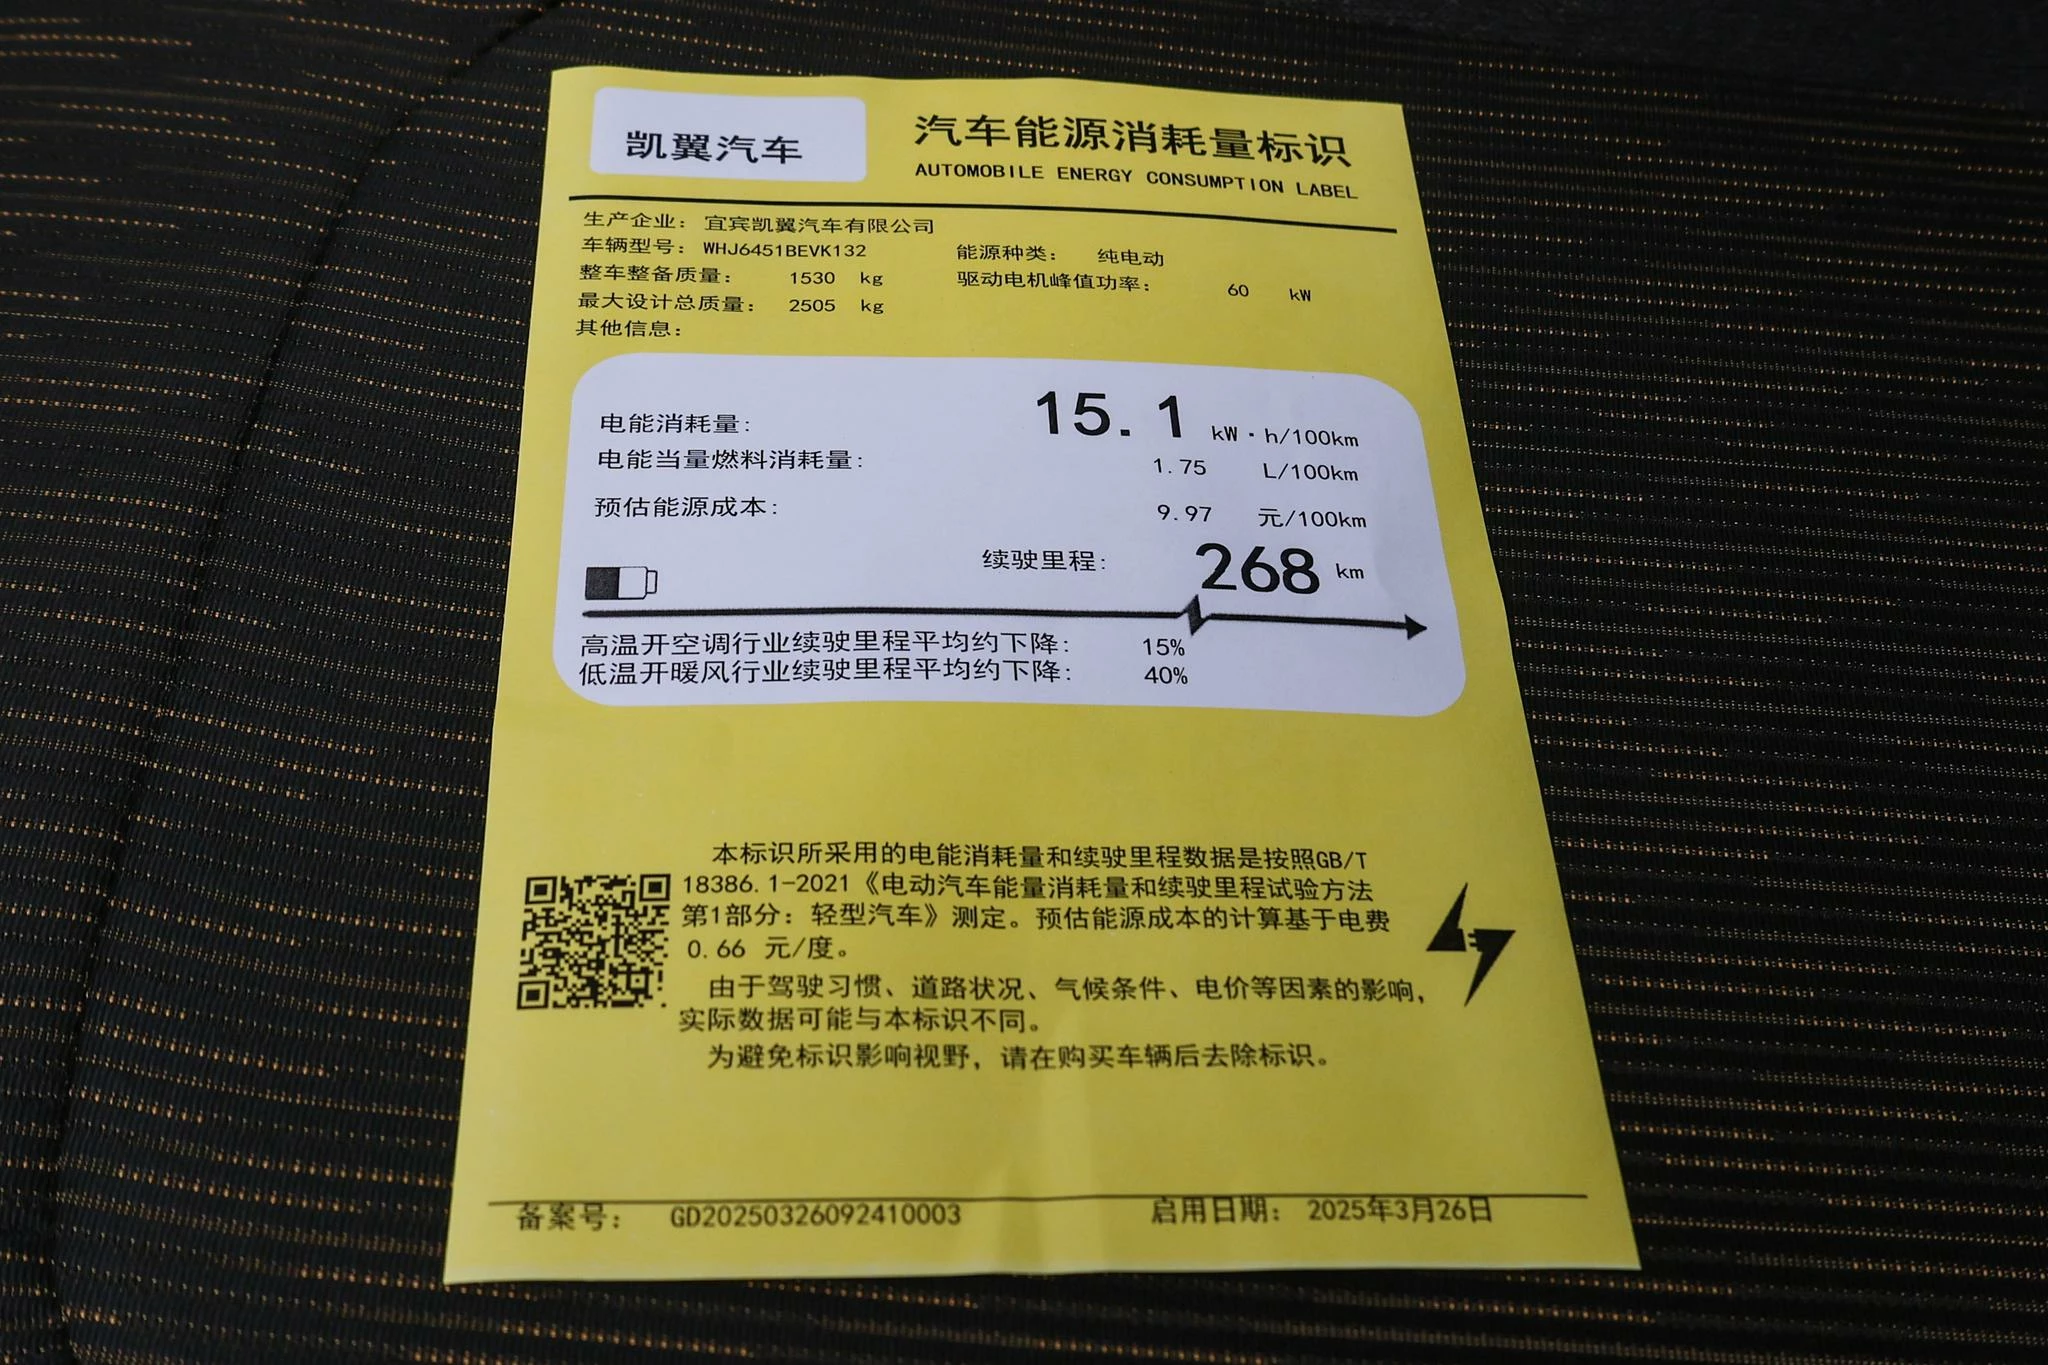 凯翼汽车
汽车能源消耗量标识
AUTOMOBILE ENERGY CONSUMPTION LABEL
生产企业: 宜宾凯翼汽车有限公司
车辆型号: WHJ6451BEVK132 能源种类: 纯电动
整车整备质量: 1530 kg 驱动电机峰值功率: 60 kW
最大设计总质量: 2505 kg
其他信息:
电能消耗量: 15.1 kW·h/100km
电能当量燃料消耗量: 1.75 L/100km
预估能源成本: 9.97 元/100km
续驶里程: 268 km
高温开空调行业续驶里程平均约下降: 15%
低温开暖风行业续驶里程平均约下降: 40%
本标识所采用的电能消耗量和续驶里程数据是按照GB/T
18386.1-2021《电动汽车能量消耗量和续驶里程试验方法
第1部分: 轻型汽车》测定。预估能源成本的计算基于电费
0.66 元/度。
由于驾驶习惯、道路状况、气候条件、电价等因素的影响,
实际数据可能与本标识不同。
为避免标识影响视野, 请在购买车辆后去除标识。
备案号: GD20250326092410003 启用日期: 2025年3月26日